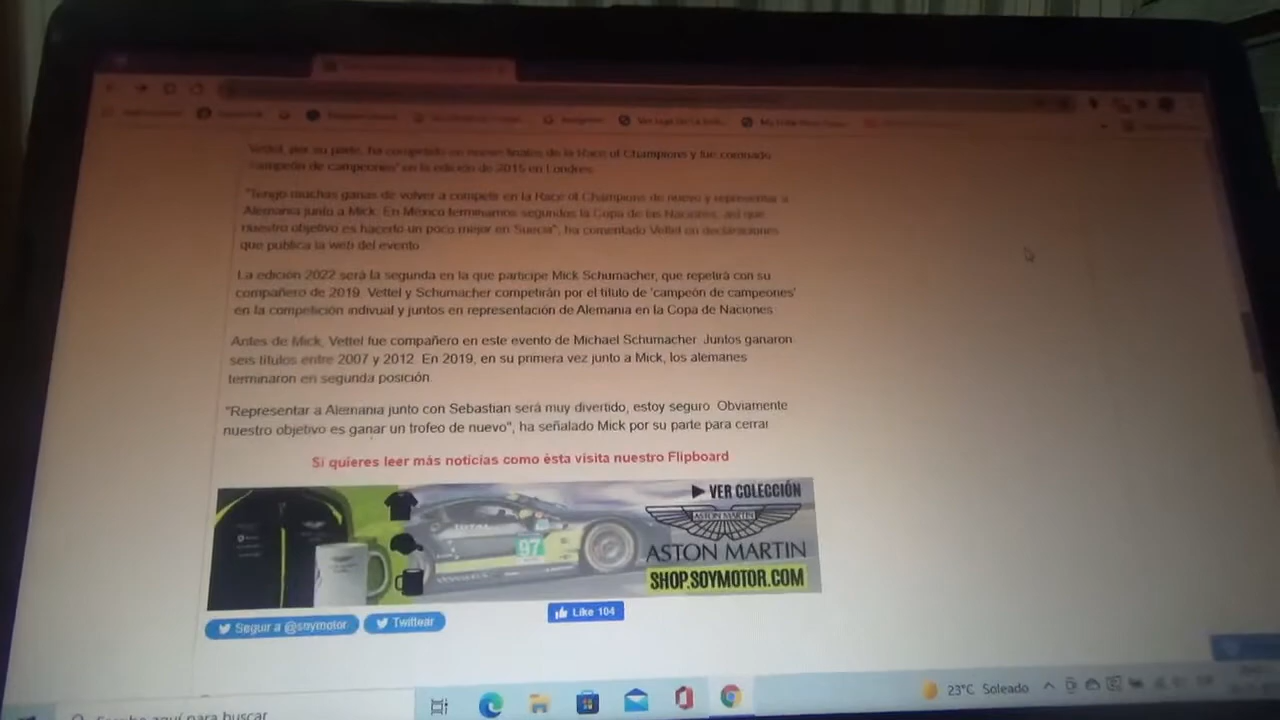 Vettel, por su parte, ha competido en nueve finales de la Race of Champions y fue coronado
'campeón de campeones' en la edición de 2015 en Londres.
"Tengo muchas ganas de volver a competir en la Race of Champions de nuevo y representar a
Alemania junto a Mick. En México terminamos segundos la Copa de las Naciones, así que
nuestro objetivo es hacerlo un poco mejor en Suecia", ha comentado Vettel en declaraciones
que publica la web del evento.
La edición 2022 será la segunda en la que participe Mick Schumacher, que repetirá con su
compañero de 2019. Vettel y Schumacher competirán por el título de 'campeón de campeones'
en la competición indivual y juntos en representación de Alemania en la Copa de Naciones.
Antes de Mick, Vettel fue compañero en este evento de Michael Schumacher. Juntos ganaron
seis títulos entre 2007 y 2012. En 2019, en su primera vez junto a Mick, los alemanes
terminaron en segunda posición.
"Representar a Alemania junto con Sebastian será muy divertido, estoy seguro. Obviamente
nuestro objetivo es ganar un trofeo de nuevo", ha señalado Mick por su parte para cerrar.
Si quieres leer más noticias como ésta visita nuestro Flipboard
▶ VER COLECCIÓN
ASTON MARTIN
TOTAL
97
ASTON MARTIN
SHOP.SOYMOTOR.COM
Like 104
Seguir a @soymotor
Twittear
23°C Soleado
Escribe aquí para buscar